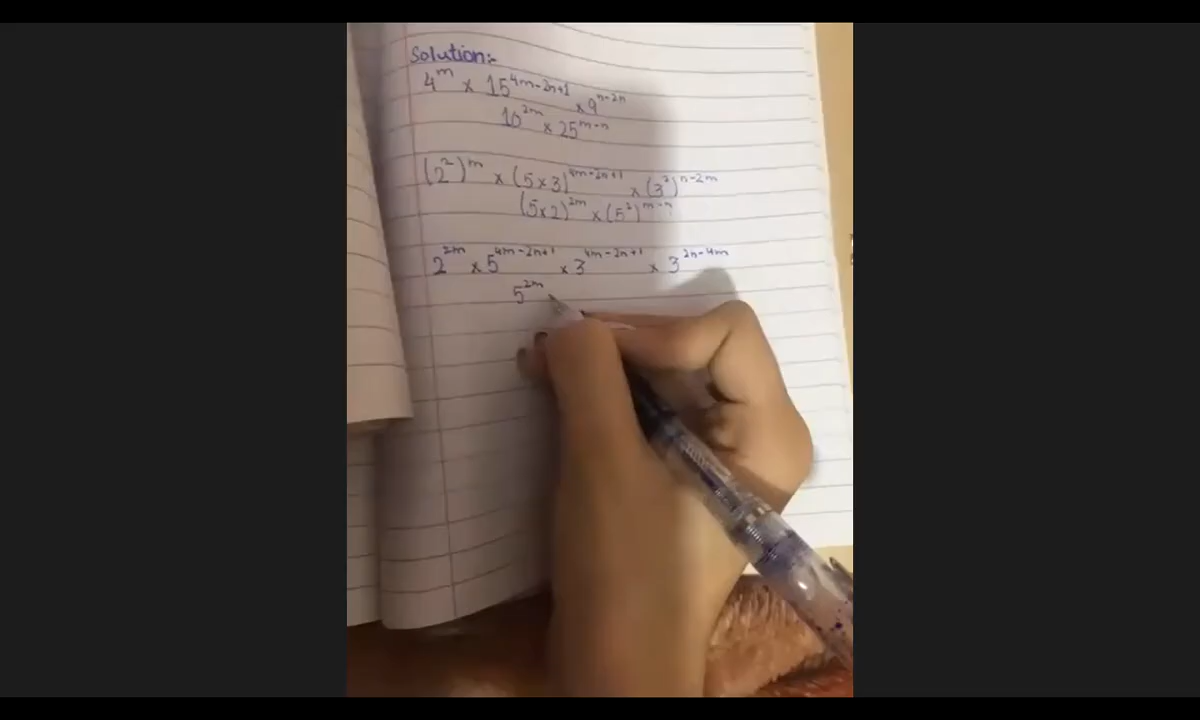 Solution:-
4^m × 15^4m-2n+1 × 9^n-2n
10^2m × 25^m-n
(2^2)^m × (5×3)^4m-2n+1 × (3^2)^n-2m
(5×2)^2m × (5^2)^m-n
2^2m × 5^4m-2n+1 × 3^4m-2n+1 × 3^2n-4m
5^2m